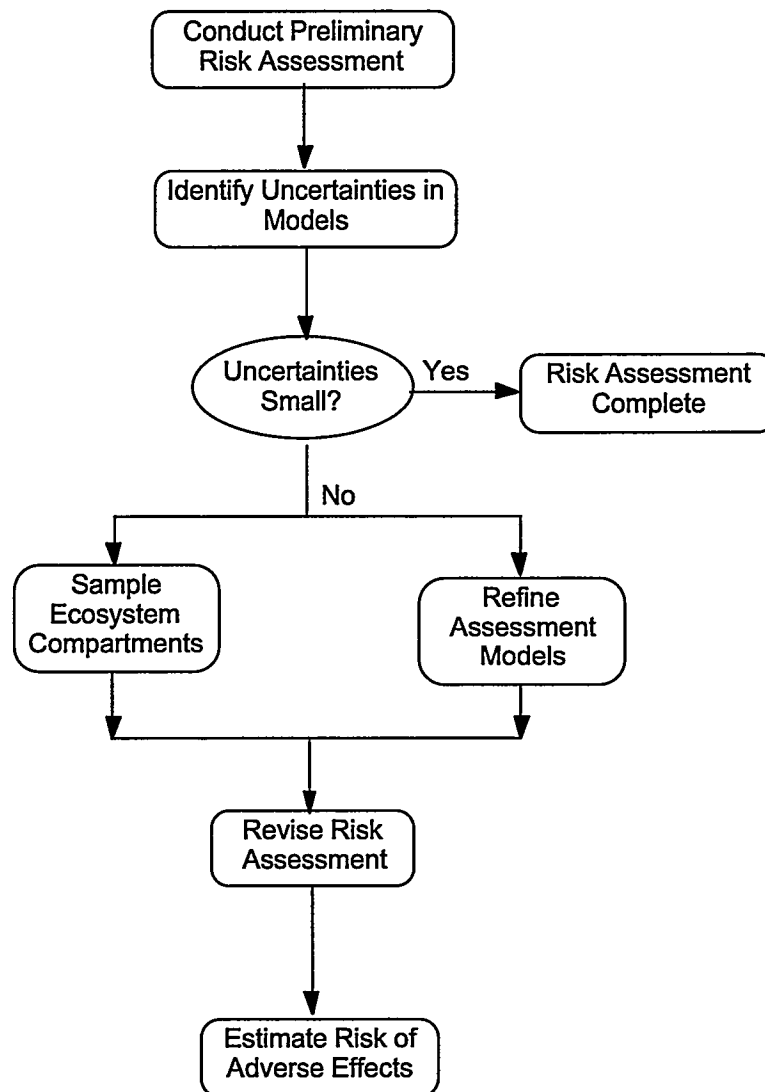 Conduct Preliminary
Risk Assessment
Identify Uncertainties in
Models
Uncertainties
Small?
Yes
Risk Assessment
Complete
No
Sample
Ecosystem
Compartments
Refine
Assessment
Models
Revise Risk
Assessment
Estimate Risk of
Adverse Effects